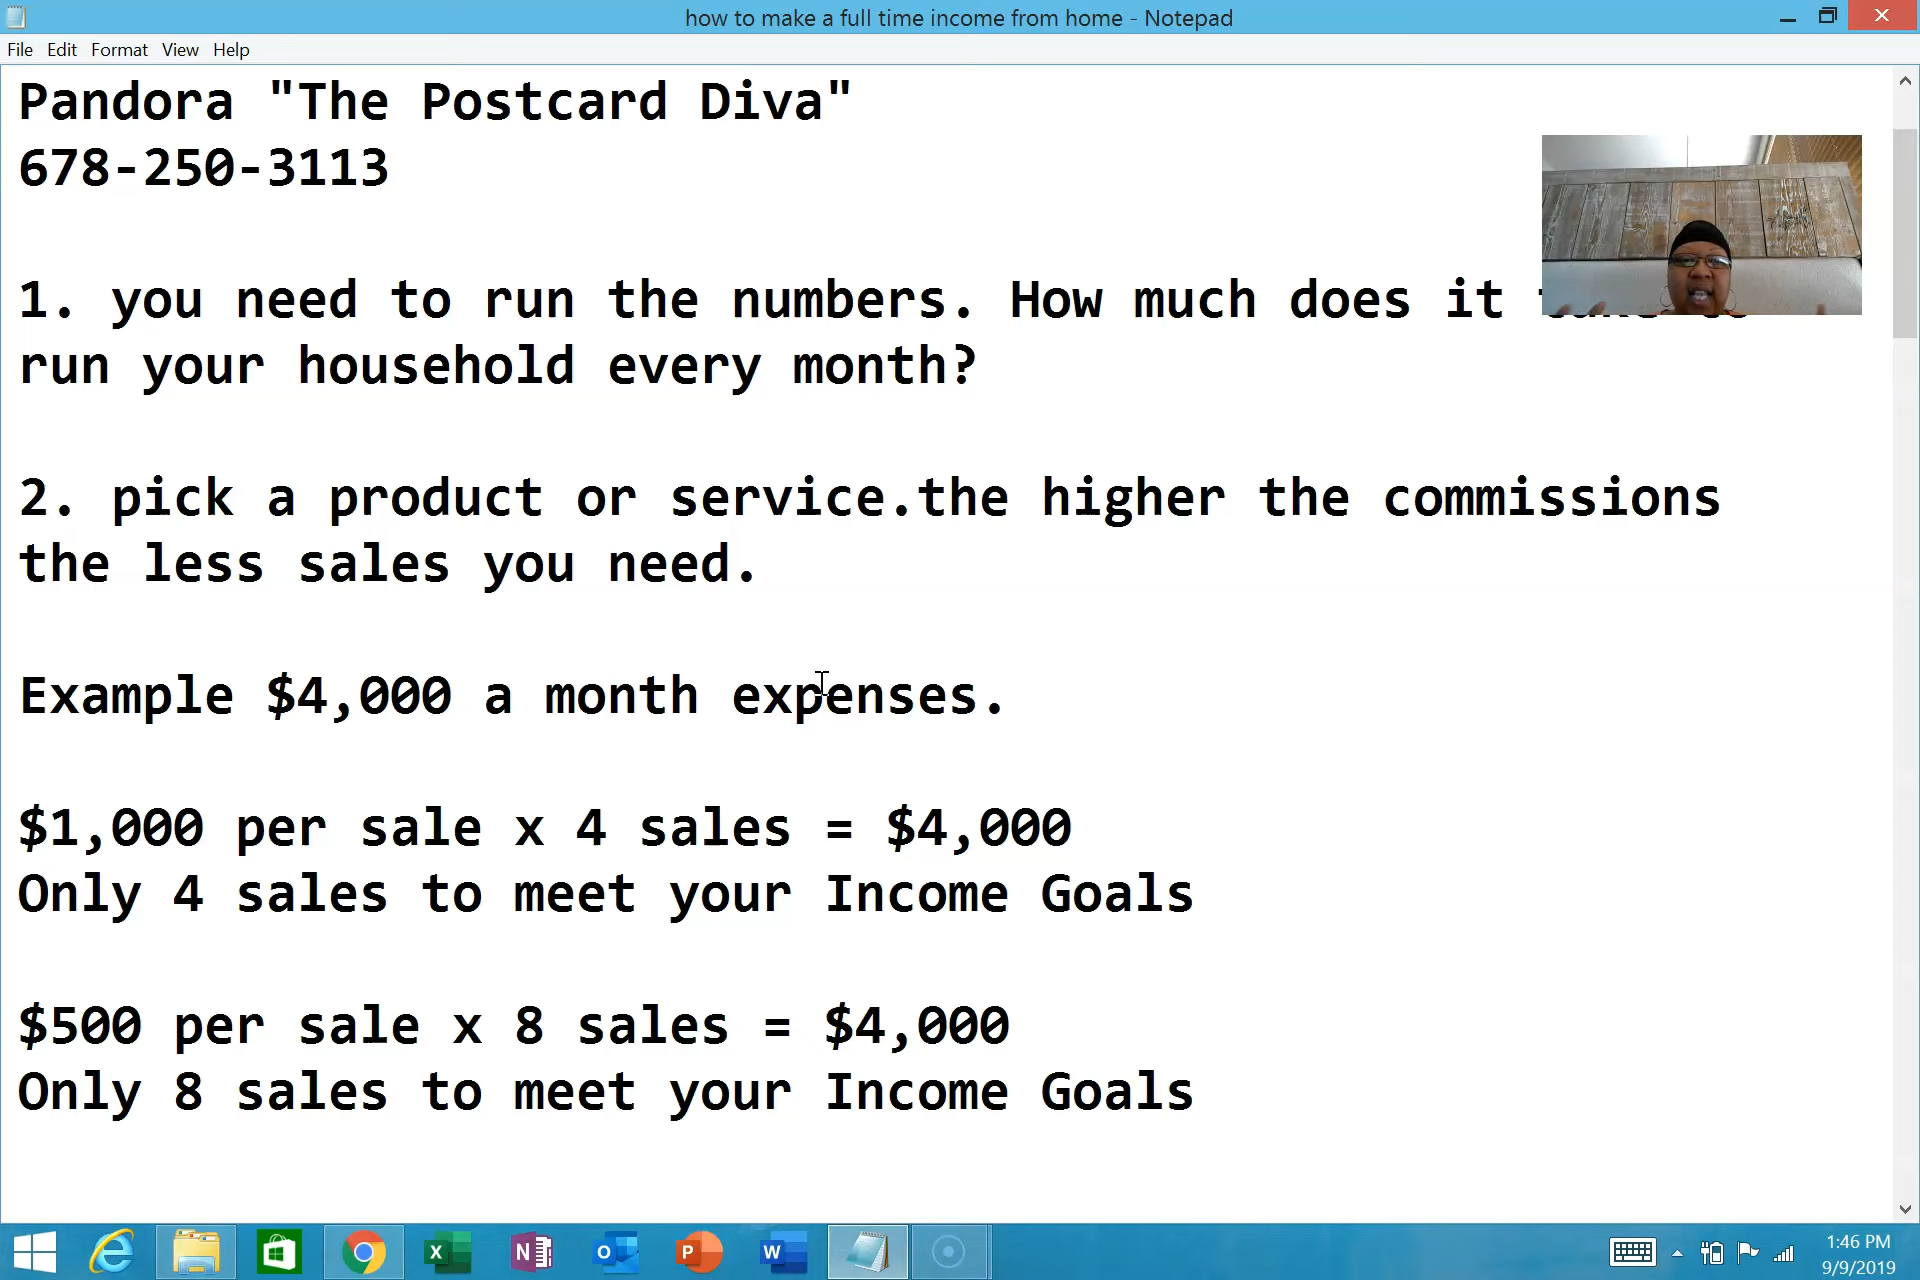 how to make a full time income from home - Notepad
File Edit Format View Help
Pandora "The Postcard Diva"
678-250-3113
1. you need to run the numbers. How much does it
run your household every month?
2. pick a product or service.the higher the commissions
the less sales you need.
Example $4,000 a month expenses.
$1,000 per sale x 4 sales = $4,000
Only 4 sales to meet your Income Goals
$500 per sale x 8 sales = $4,000
Only 8 sales to meet your Income Goals
1:46 PM
9/9/2019